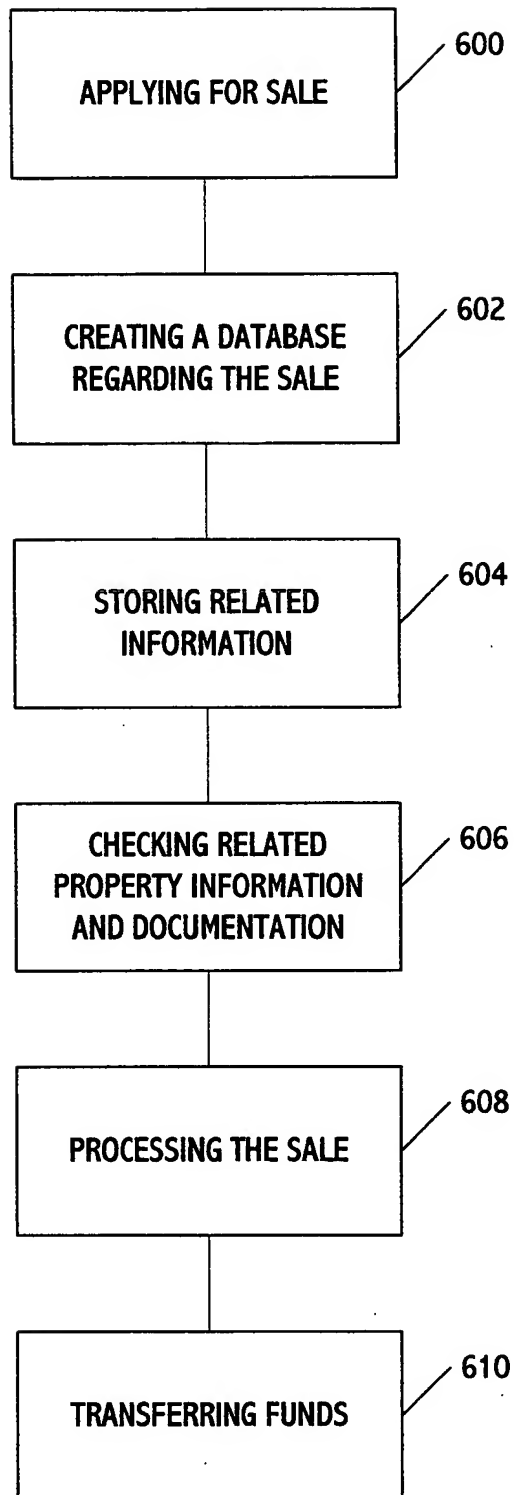 600
APPLYING FOR SALE
602
CREATING A DATABASE
REGARDING THE SALE
604
STORING RELATED
INFORMATION
606
CHECKING RELATED
PROPERTY INFORMATION
AND DOCUMENTATION
608
PROCESSING THE SALE
610
TRANSFERRING FUNDS